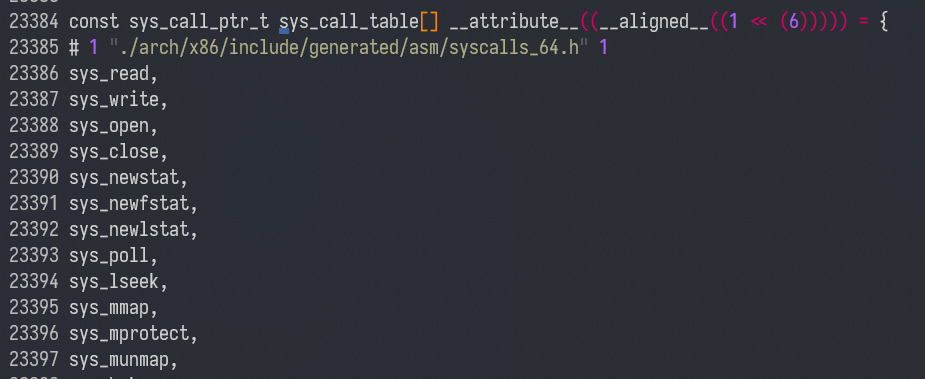 23384 const sys_call_ptr_t sys_call_table[] __attribute__((__aligned__((1 << (6))))) = {
23385 # 1 "./arch/x86/include/generated/asm/syscalls_64.h" 1
23386 sys_read,
23387 sys_write,
23388 sys_open,
23389 sys_close,
23390 sys_newstat,
23391 sys_newfstat,
23392 sys_newlstat,
23393 sys_poll,
23394 sys_lseek,
23395 sys_mmap,
23396 sys_mprotect,
23397 sys_munmap,